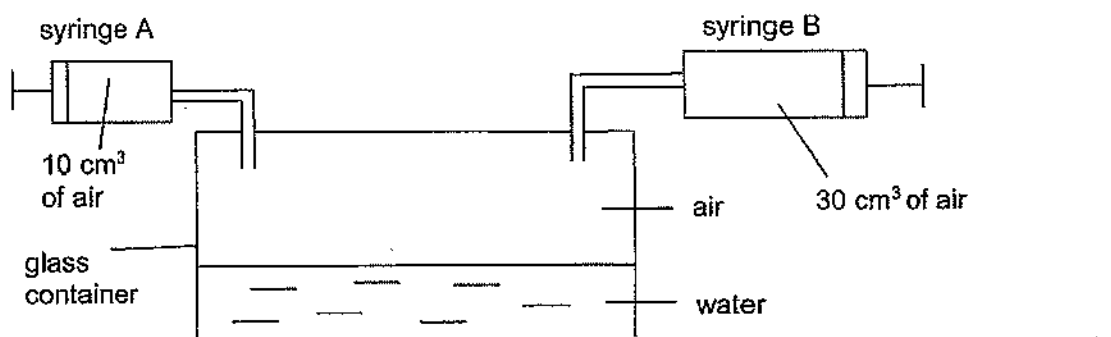 syringe A
syringe B
10 cm³
of air
30 cm³ of air
air
glass
container
water